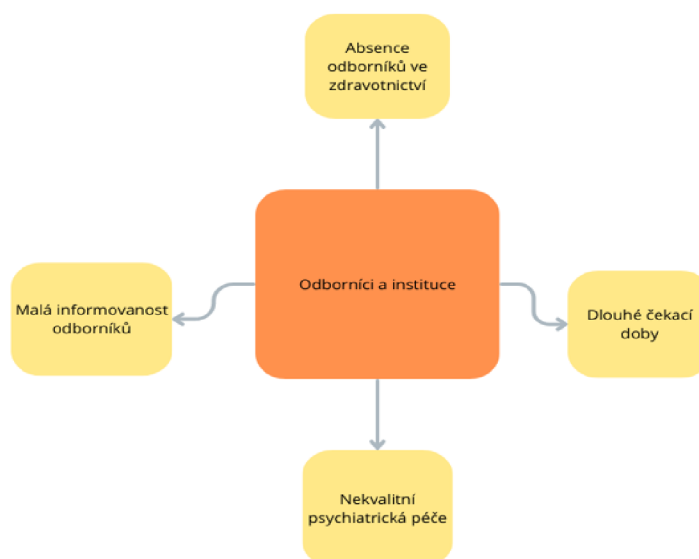 Absence
odborníků ve
zdravotnictví
Odborníci a instituce
Malá informovanost
odborníků
Dlouhé čekací
doby
Nekvalitní
psychiatrická péče